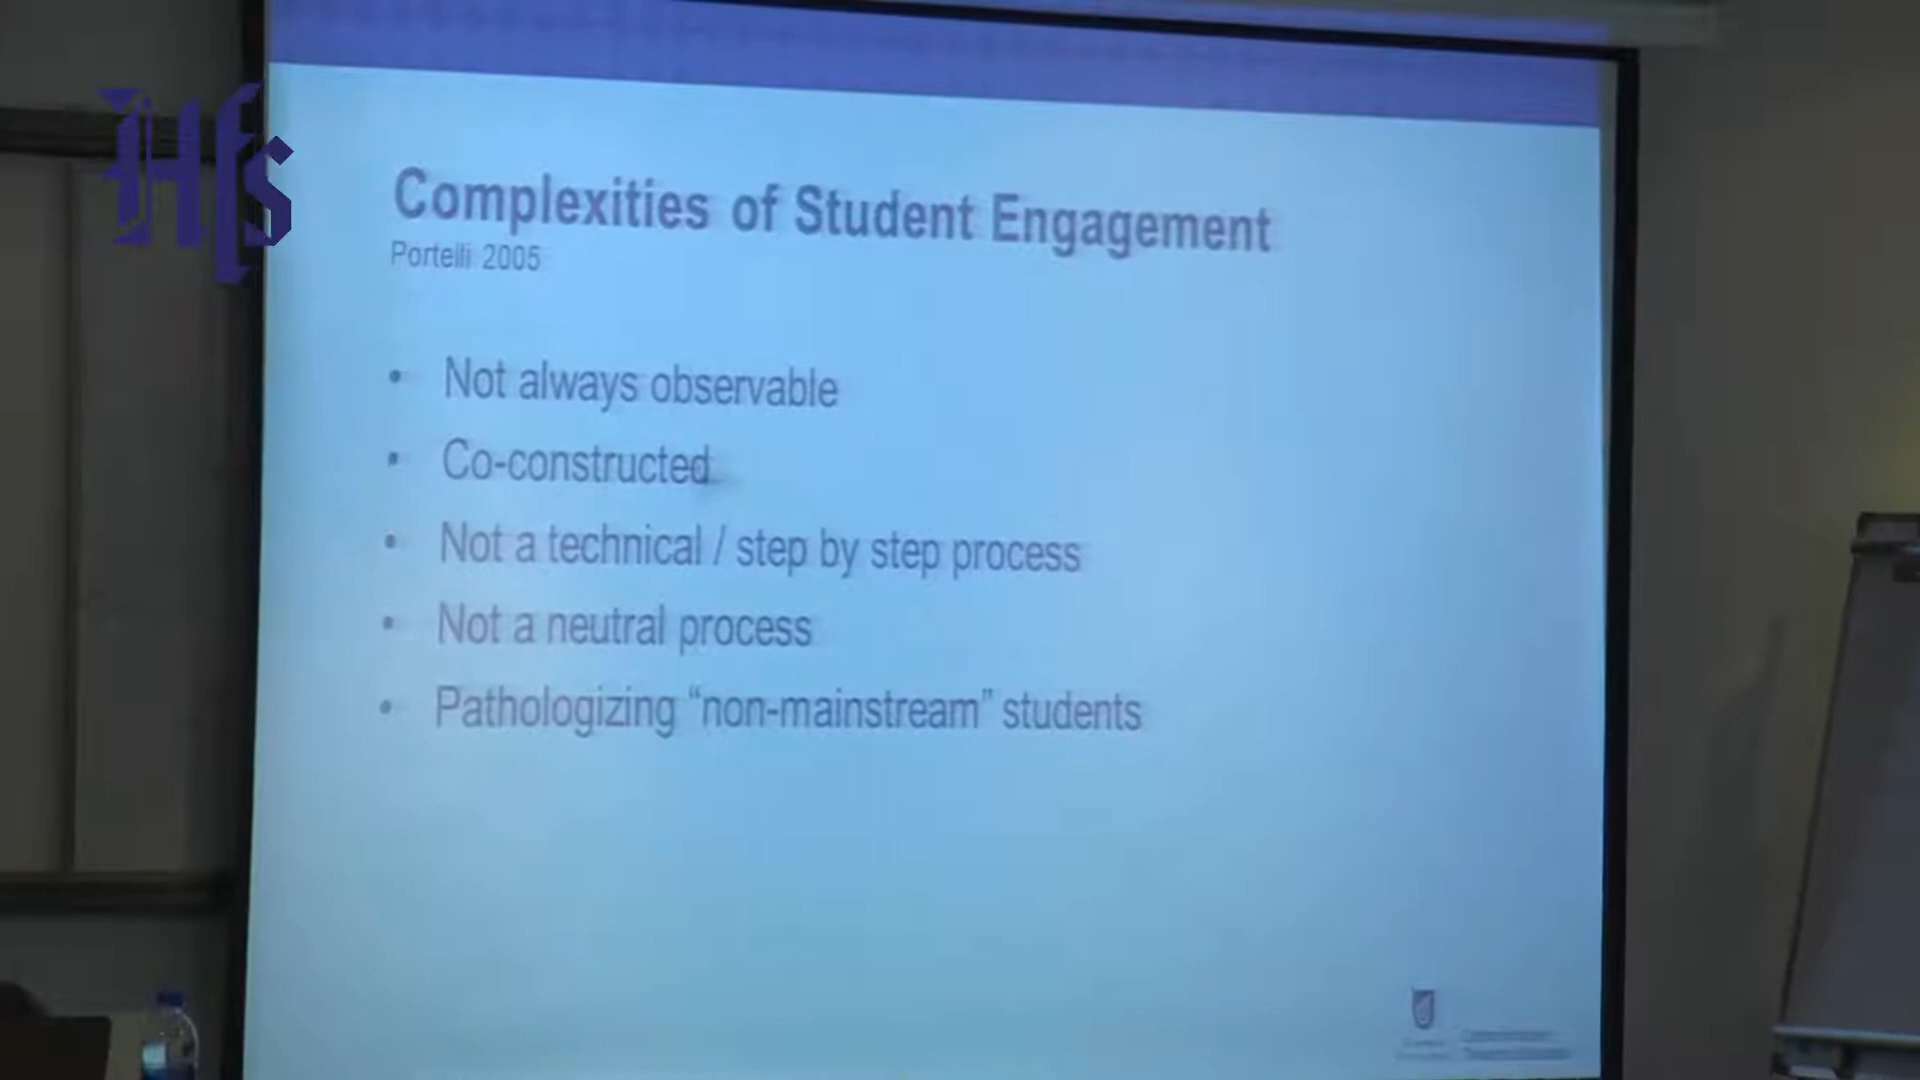 Hfs
Complexities of Student Engagement
Portelli 2005
• Not always observable
• Co-constructed
• Not a technical / step by step process
• Not a neutral process
• Pathologizing “non-mainstream” students